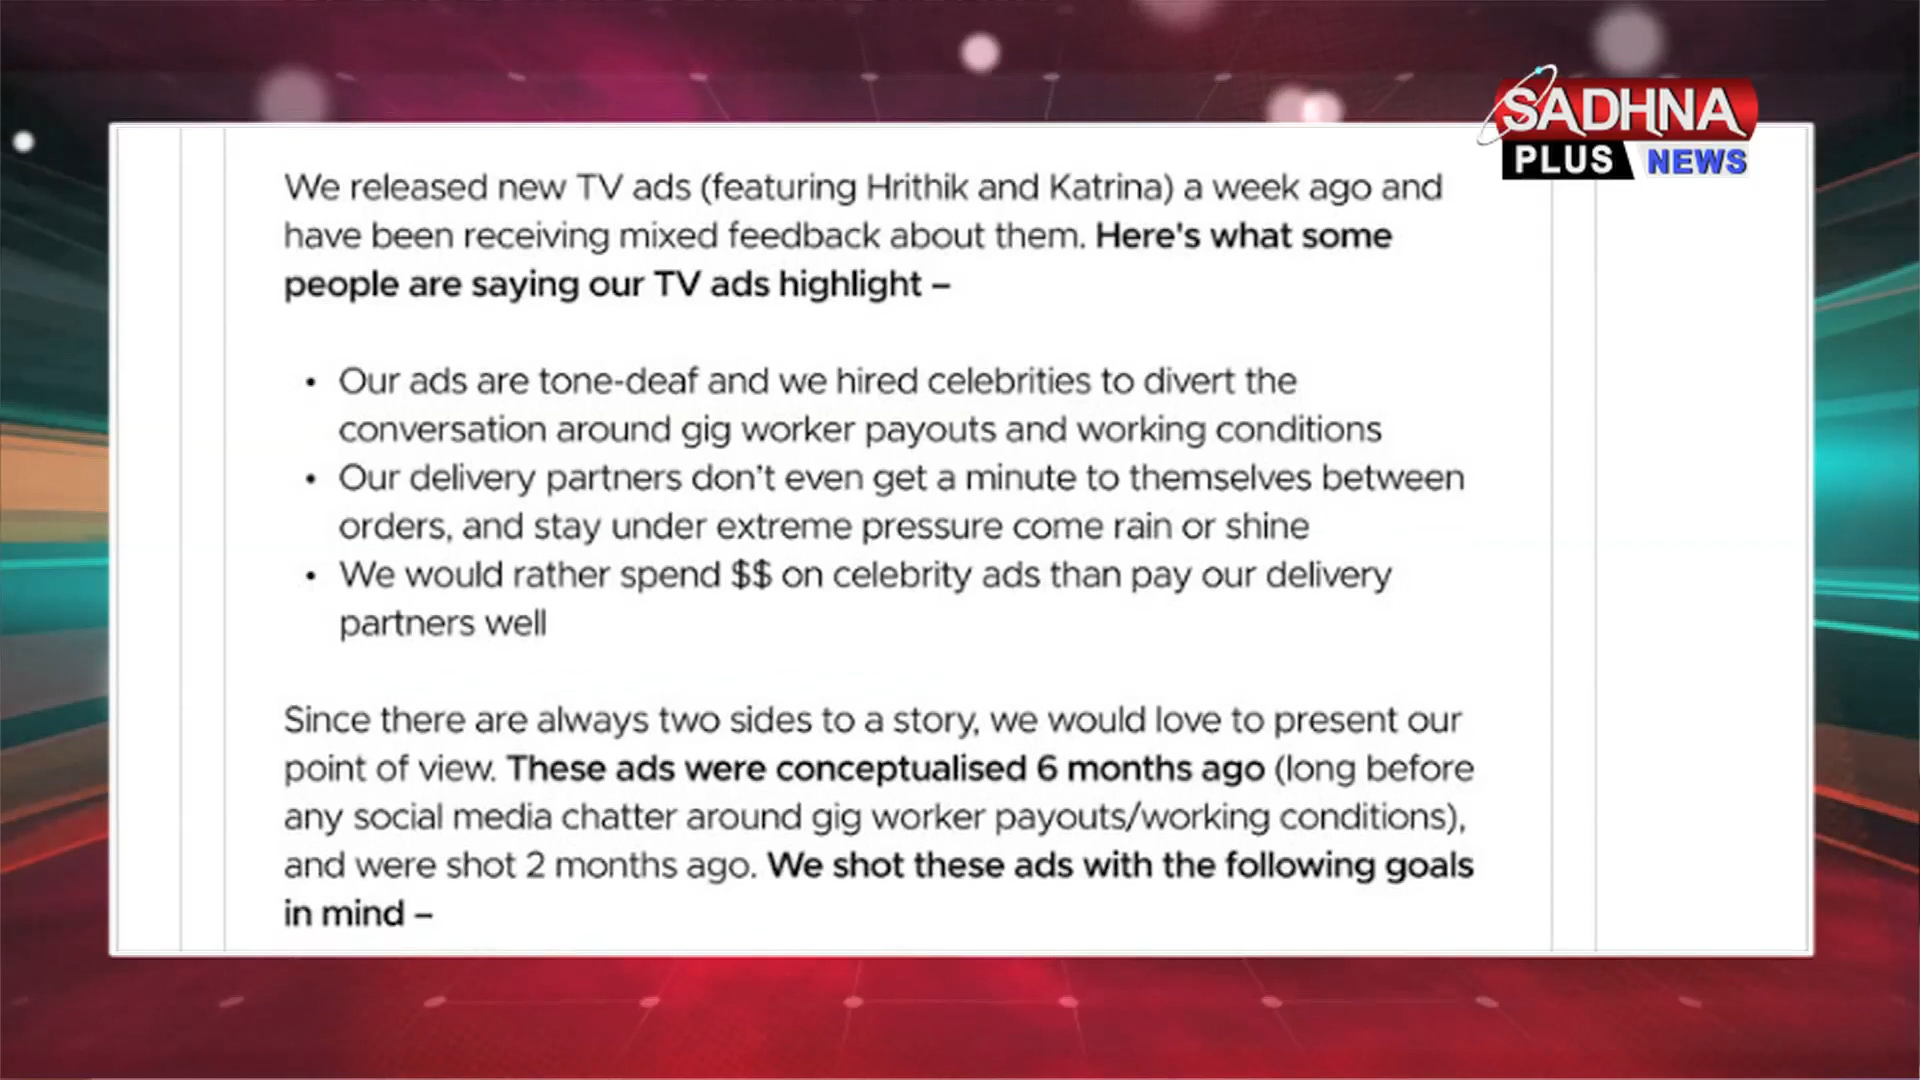 SADHNA
PLUS NEWS
We released new TV ads (featuring Hrithik and Katrina) a week ago and
have been receiving mixed feedback about them. Here's what some
people are saying our TV ads highlight –
• Our ads are tone-deaf and we hired celebrities to divert the
conversation around gig worker payouts and working conditions
• Our delivery partners don't even get a minute to themselves between
orders, and stay under extreme pressure come rain or shine
• We would rather spend $$ on celebrity ads than pay our delivery
partners well
Since there are always two sides to a story, we would love to present our
point of view. These ads were conceptualised 6 months ago (long before
any social media chatter around gig worker payouts/working conditions),
and were shot 2 months ago. We shot these ads with the following goals
in mind –